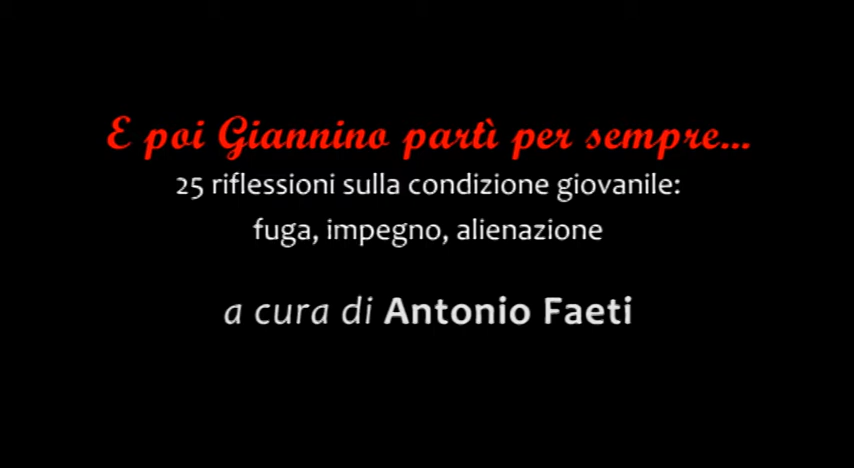 E poi Giannino partì per sempre...
25 riflessioni sulla condizione giovanile:
fuga, impegno, alienazione
a cura di Antonio Faeti